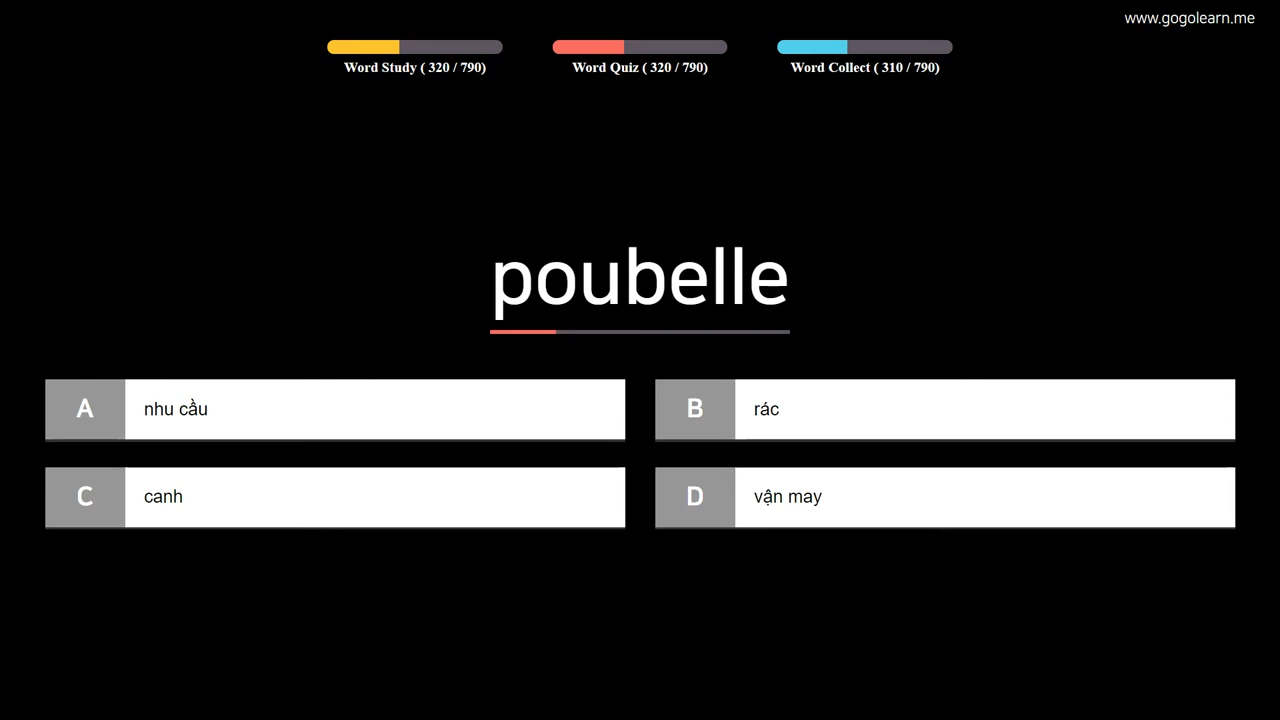 www.gogolearn.me
Word Study ( 320 / 790)
Word Quiz ( 320 / 790)
Word Collect ( 310 / 790)
poubelle
A nhu cầu
B rác
C canh
D vận may